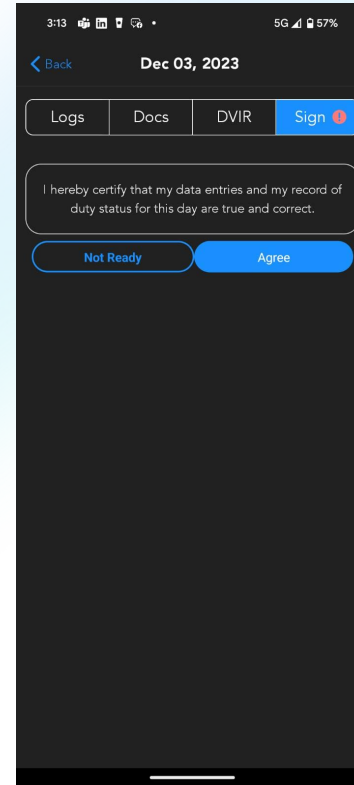 3:13 5G 57%
Back Dec 03, 2023
Logs Docs DVIR Sign
I hereby certify that my data entries and my record of
duty status for this day are true and correct.
Not Ready Agree